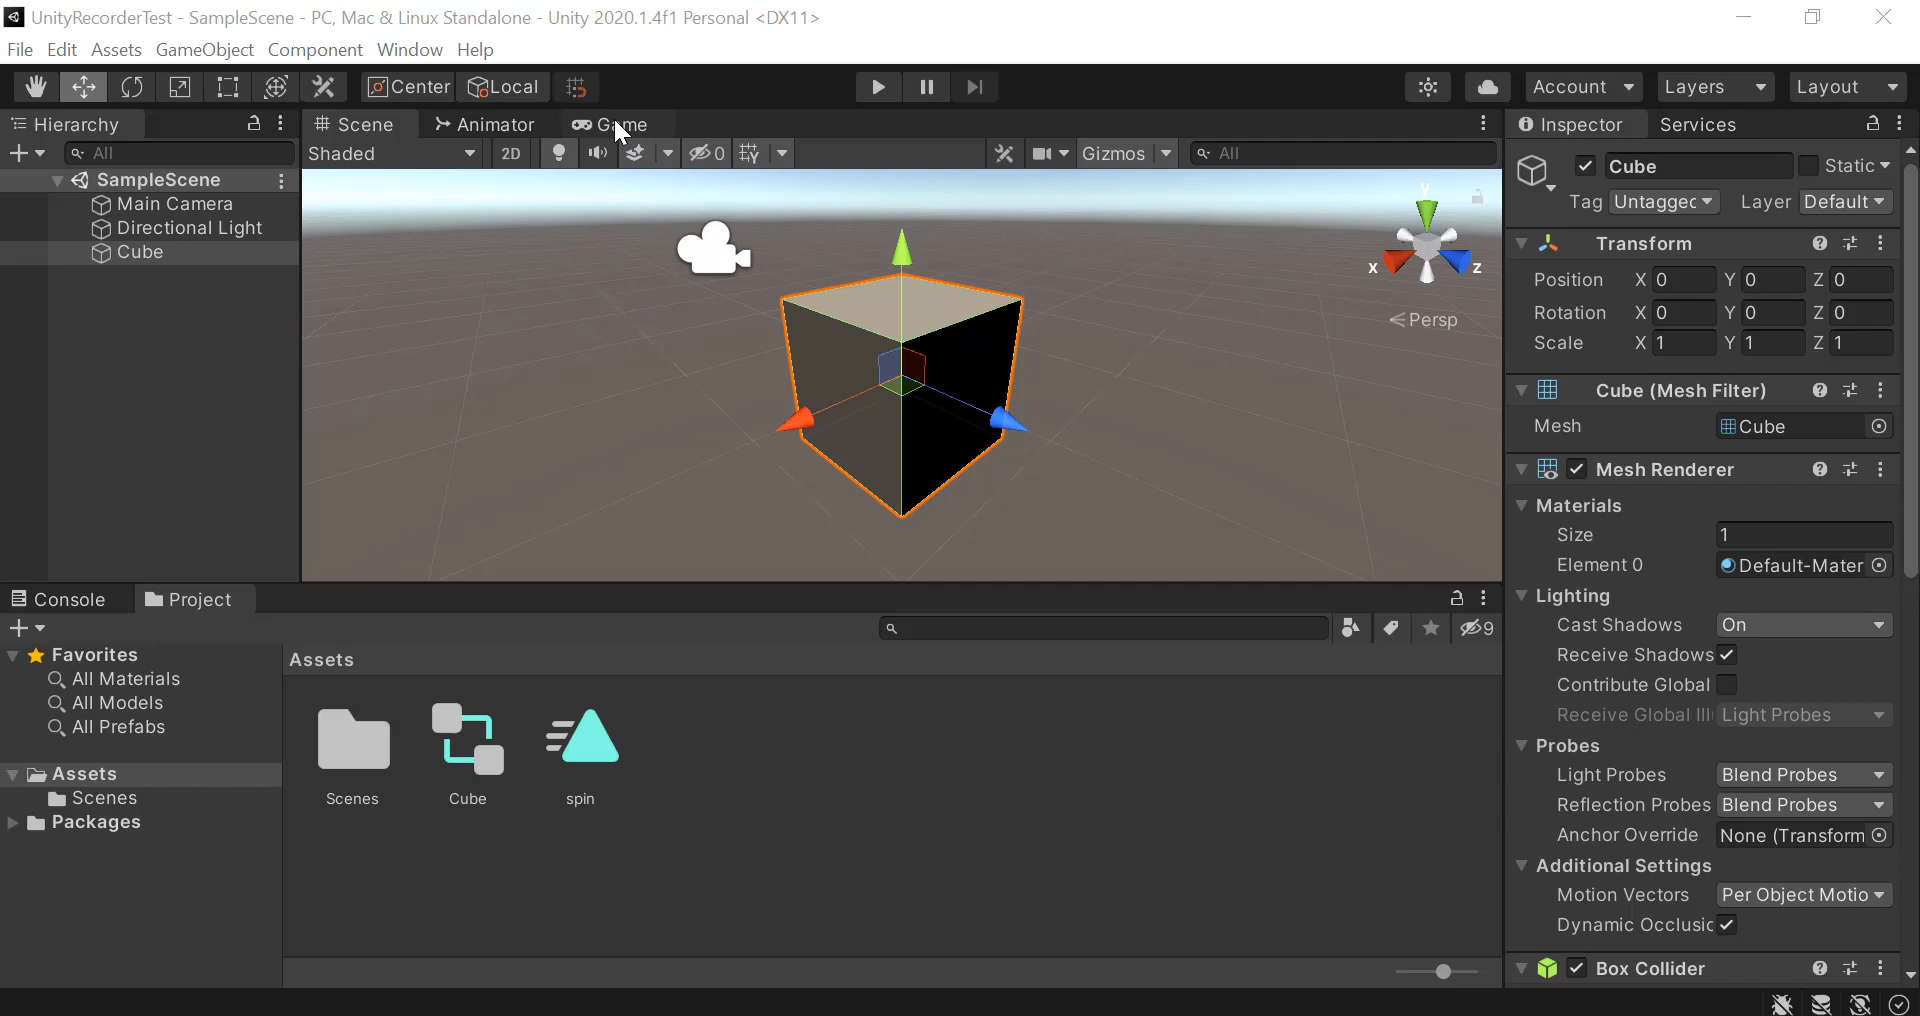 UnityRecorderTest - SampleScene - PC, Mac & Linux Standalone - Unity 2020.1.4f1 Personal <DX11>
File Edit Assets GameObject Component Window Help
Center Local Account Layers Layout
Hierarchy
All
SampleScene
Main Camera
Directional Light
Cube
Scene Animator Game
Shaded 2D 0 Gizmos All
y
x z
Persp
Console Project
9
Favorites
All Materials
All Models
All Prefabs
Assets
Scenes
Packages
Assets
Scenes Cube spin
Inspector Services
Cube Static
Tag Untaggec Layer Default
Transform
Position X 0 Y 0 Z 0
Rotation X 0 Y 0 Z 0
Scale X 1 Y 1 Z 1
Cube (Mesh Filter)
Mesh Cube
Mesh Renderer
Materials
Size 1
Element 0 Default-Mater
Lighting
Cast Shadows On
Receive Shadows
Contribute Global
Receive Global Illi Light Probes
Probes
Light Probes Blend Probes
Reflection Probes Blend Probes
Anchor Override None (Transform
Additional Settings
Motion Vectors Per Object Motio
Dynamic Occlusic
Box Collider